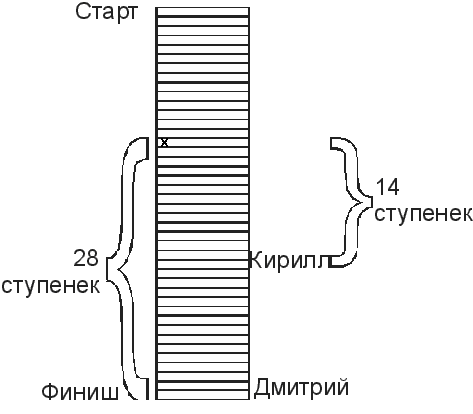 Старт
x
14
ступенек
28
ступенек
Кирилл
Финиш
Дмитрий